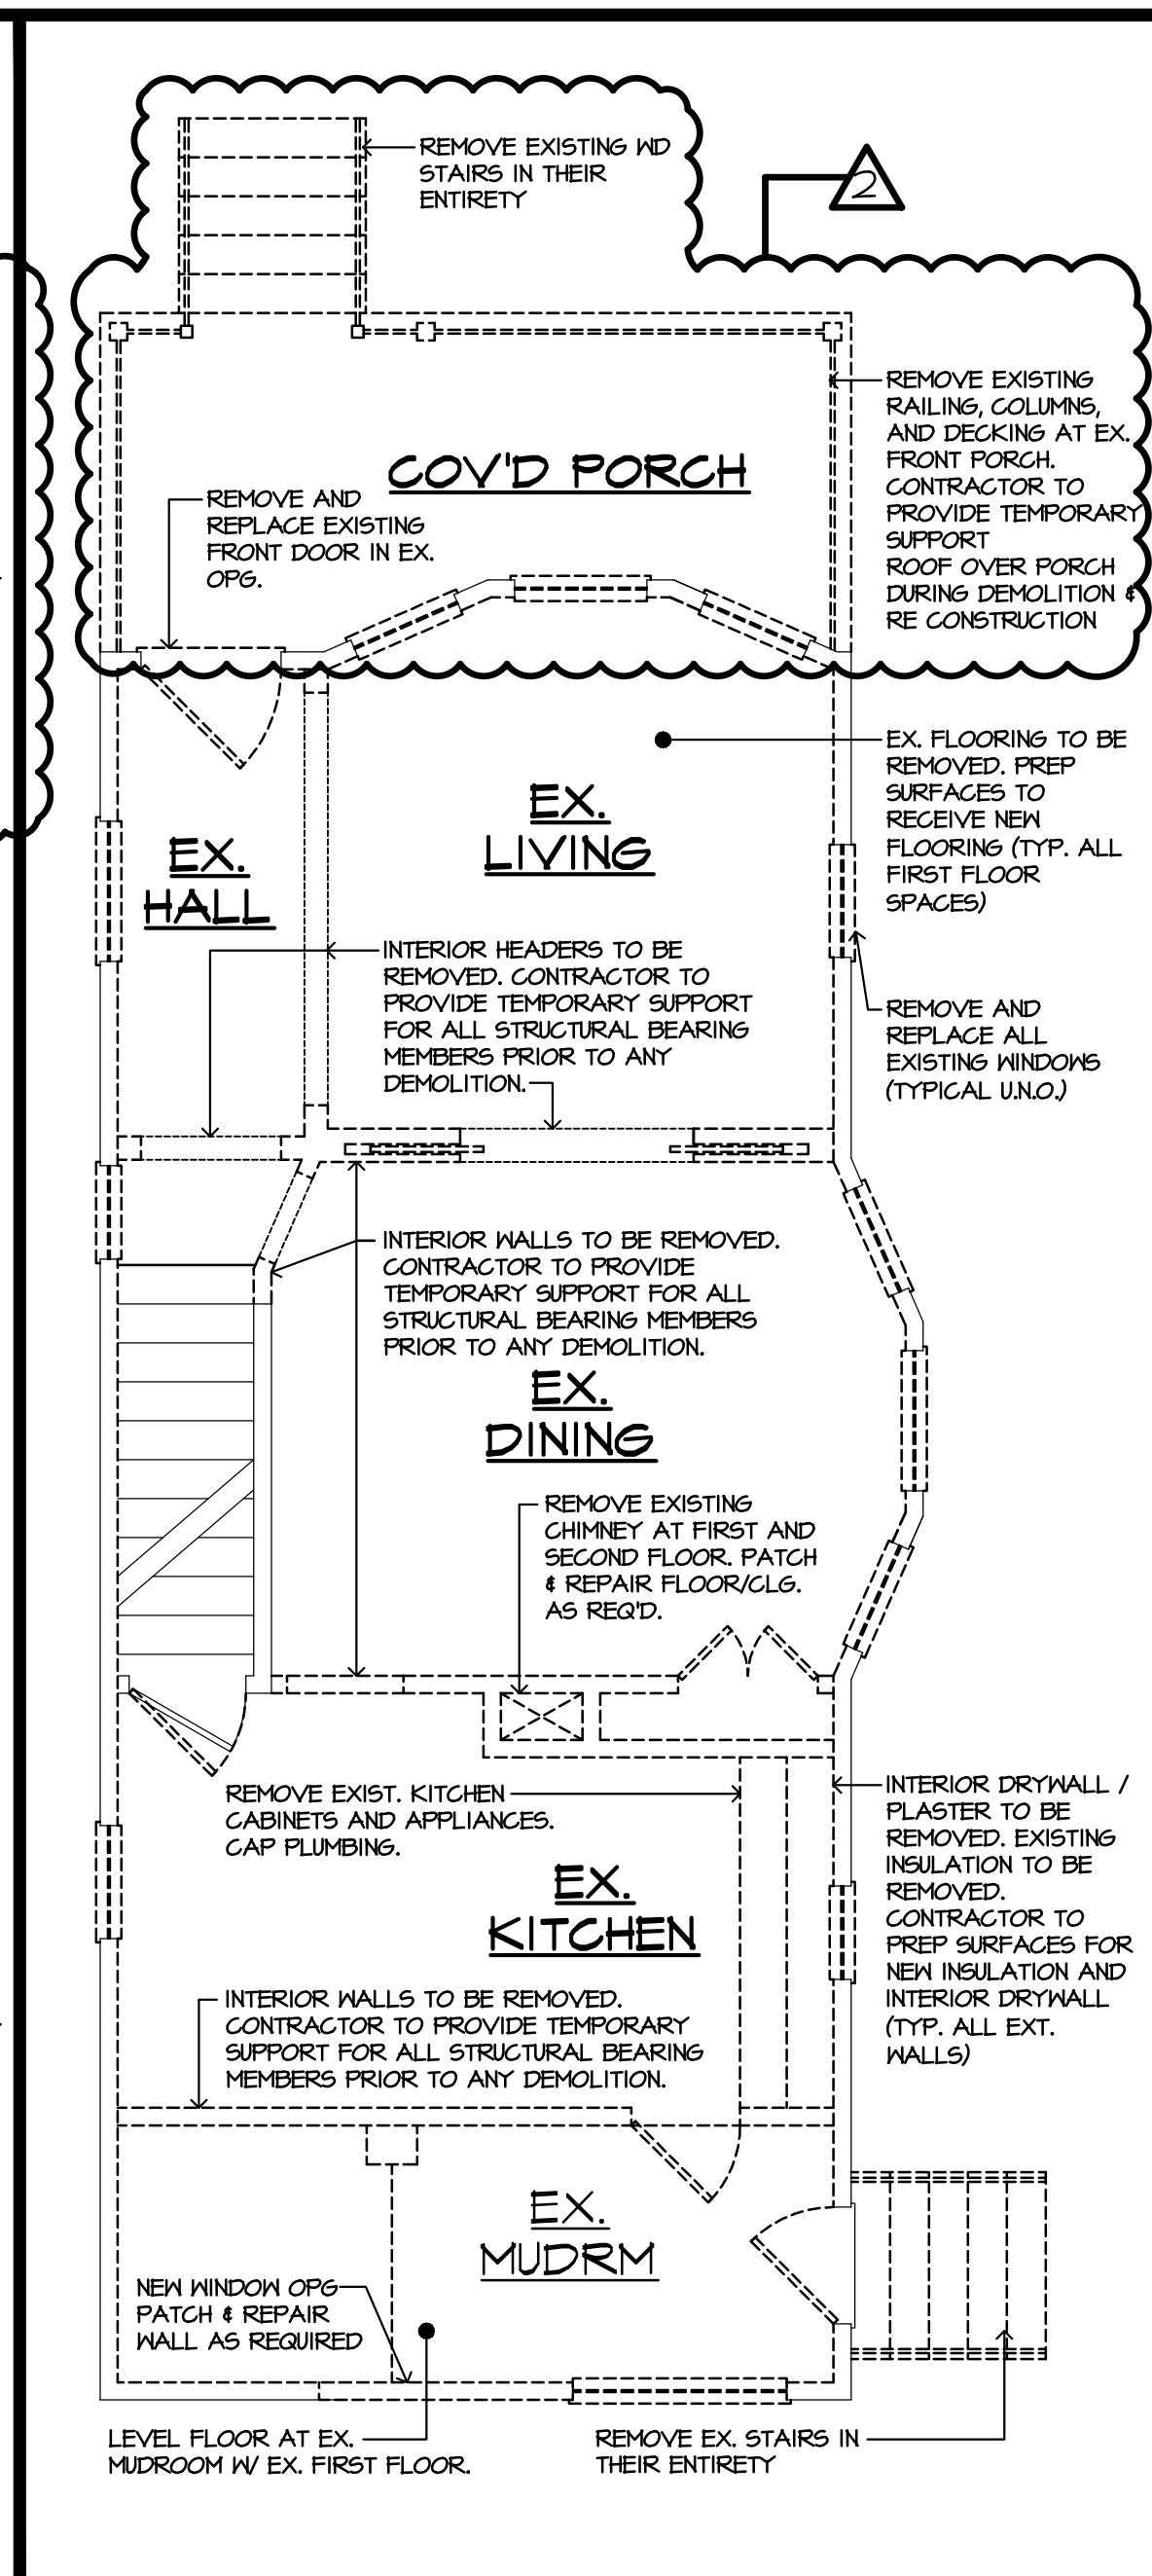 REMOVE EXISTING WD
STAIRS IN THEIR
ENTIRETY
2
REMOVE EXISTING
RAILING, COLUMNS,
AND DECKING AT EX.
FRONT PORCH.
CONTRACTOR TO
PROVIDE TEMPORARY
SUPPORT
ROOF OVER PORCH
DURING DEMOLITION &
RE CONSTRUCTION
COV'D PORCH
REMOVE AND
REPLACE EXISTING
FRONT DOOR IN EX.
OPG.
EX. FLOORING TO BE
REMOVED. PREP
SURFACES TO
RECEIVE NEW
FLOORING (TYP. ALL
FIRST FLOOR
SPACES)
EX.
LIVING
EX.
HALL
INTERIOR HEADERS TO BE
REMOVED. CONTRACTOR TO
PROVIDE TEMPORARY SUPPORT
FOR ALL STRUCTURAL BEARING
MEMBERS PRIOR TO ANY
DEMOLITION.
REMOVE AND
REPLACE ALL
EXISTING WINDOWS
(TYPICAL U.N.O.)
INTERIOR WALLS TO BE REMOVED.
CONTRACTOR TO PROVIDE
TEMPORARY SUPPORT FOR ALL
STRUCTURAL BEARING MEMBERS
PRIOR TO ANY DEMOLITION.
EX.
DINING
REMOVE EXISTING
CHIMNEY AT FIRST AND
SECOND FLOOR. PATCH
& REPAIR FLOOR/CLG.
AS REQ'D.
REMOVE EXIST. KITCHEN
CABINETS AND APPLIANCES.
CAP PLUMBING.
INTERIOR DRYWALL /
PLASTER TO BE
REMOVED. EXISTING
INSULATION TO BE
REMOVED.
CONTRACTOR TO
PREP SURFACES FOR
NEW INSULATION AND
INTERIOR DRYWALL
(TYP. ALL EXT.
WALLS)
EX.
KITCHEN
INTERIOR WALLS TO BE REMOVED.
CONTRACTOR TO PROVIDE TEMPORARY
SUPPORT FOR ALL STRUCTURAL BEARING
MEMBERS PRIOR TO ANY DEMOLITION.
EX.
MUDRM
NEW WINDOW OPG
PATCH & REPAIR
WALL AS REQUIRED
LEVEL FLOOR AT EX.
MUDROOM W/ EX. FIRST FLOOR.
REMOVE EX. STAIRS IN
THEIR ENTIRETY